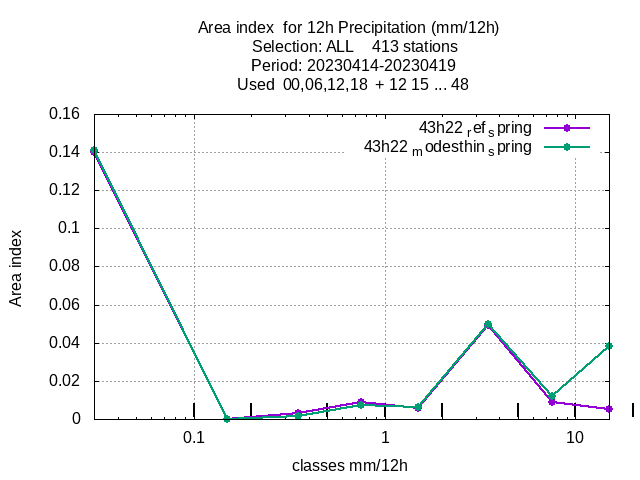 Area index  for 12h Precipitation (mm/12h)
Selection: ALL    413 stations
Period: 20230414-20230419
Used  00,06,12,18  + 12 15 ... 48
43h22 ref spring
43h22 modesthin spring
0.16
0.14
0.12
0.1
0.08
0.06
0.04
0.02
0
Area index
0.1 1 10
classes mm/12h